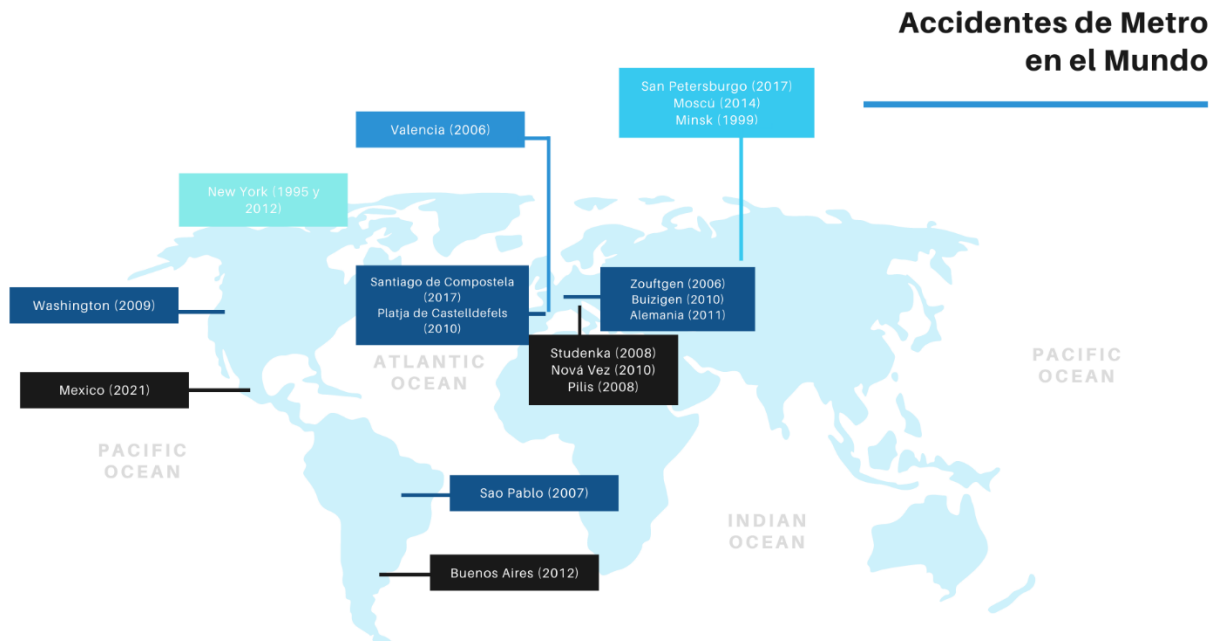 Accidentes de Metro
en el Mundo
San Petersburgo (2017)
Moscú (2014)
Minsk (1999)
Valencia (2006)
New York (1995 y
2012)
Santiago de Compostela
(2017)
Platja de Castelldefels
(2010)
Zouftgen (2006)
Buizigen (2010)
Alemania (2011)
Washington (2009)
Studenka (2008)
Nová Vez (2010)
Pilis (2008)
ATLANTIC
OCEAN
PACIFIC
OCEAN
Mexico (2021)
PACIFIC
OCEAN
Sao Pablo (2007)
INDIAN
OCEAN
Buenos Aires (2012)